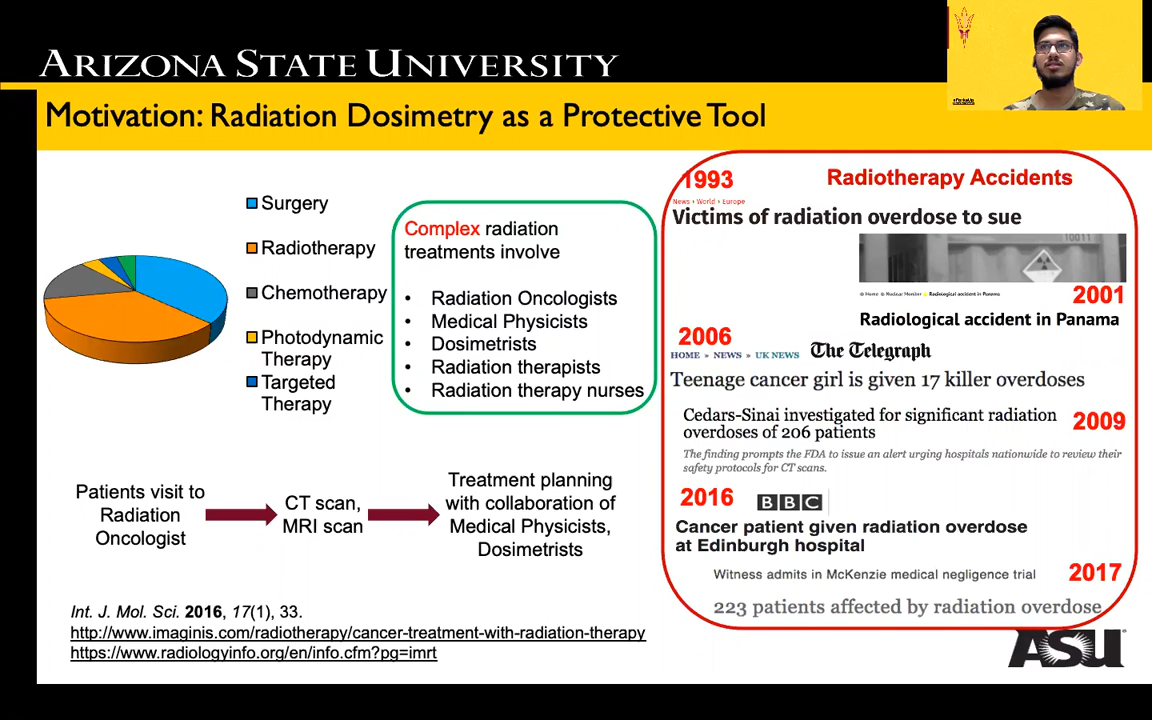 ARIZONA STATE UNIVERSITY
Motivation: Radiation Dosimetry as a Protective Tool
Surgery
Radiotherapy
Chemotherapy
Photodynamic
Therapy
Targeted
Therapy
Complex radiation
treatments involve
• Radiation Oncologists
• Medical Physicists
• Dosimetrists
• Radiation therapists
• Radiation therapy nurses
Patients visit to
Radiation
Oncologist
CT scan,
MRI scan
Treatment planning
with collaboration of
Medical Physicists,
Dosimetrists
Int. J. Mol. Sci. 2016, 17(1), 33.
http://www.imaginis.com/radiotherapy/cancer-treatment-with-radiation-therapy
https://www.radiologyinfo.org/en/info.cfm?pg=imrt
1993
Radiotherapy Accidents
News › World › Europe
Victims of radiation overdose to sue
10011
2001
Home Nuclear Monitor Radiological accident in Panama
Radiological accident in Panama
2006
HOME » NEWS » UK NEWS The Telegraph
Teenage cancer girl is given 17 killer overdoses
Cedars-Sinai investigated for significant radiation
overdoses of 206 patients
2009
The finding prompts the FDA to issue an alert urging hospitals nationwide to review their
safety protocols for CT scans.
2016
BBC
Cancer patient given radiation overdose
at Edinburgh hospital
Witness admits in McKenzie medical negligence trial
2017
223 patients affected by radiation overdose
ASU